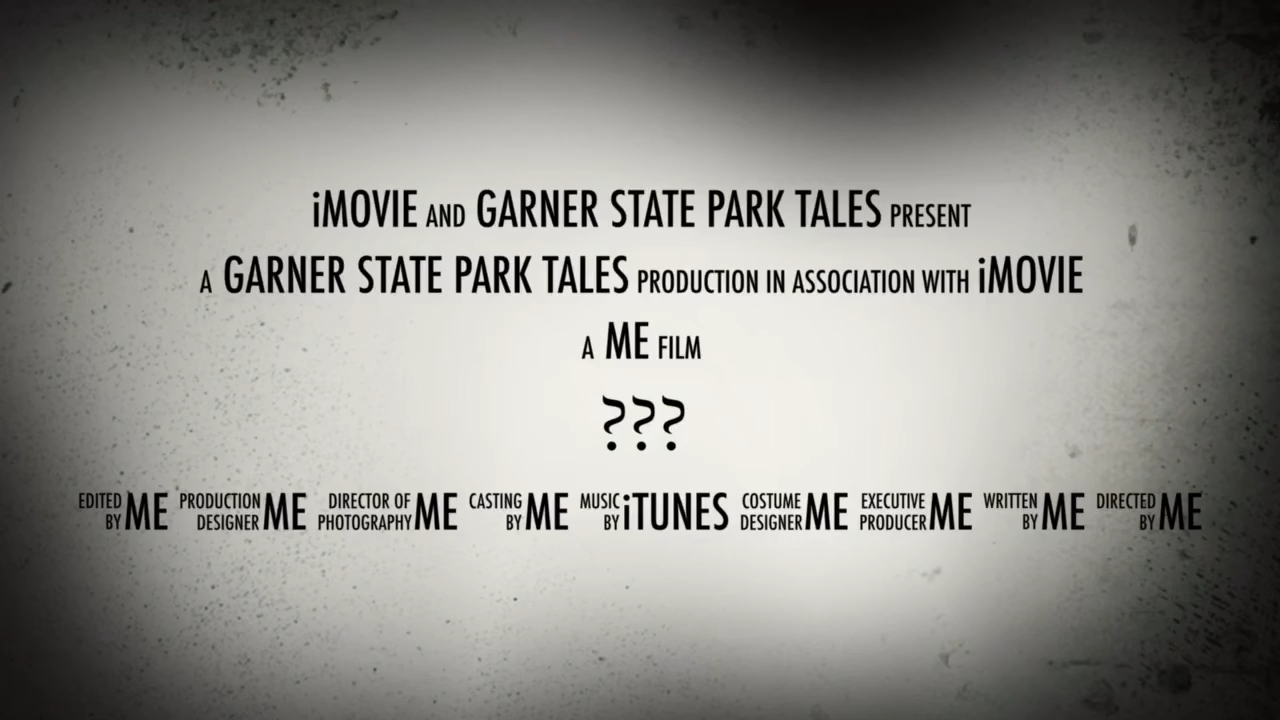 iMOVIE AND GARNER STATE PARK TALES PRESENT
A GARNER STATE PARK TALES PRODUCTION IN ASSOCIATION WITH iMOVIE
A ME FILM
???
EDITED BY ME PRODUCTION DESIGNER ME DIRECTOR OF PHOTOGRAPHY ME CASTING BY ME MUSIC BY iTUNES COSTUME DESIGNER ME EXECUTIVE PRODUCER ME WRITTEN BY ME DIRECTED BY ME